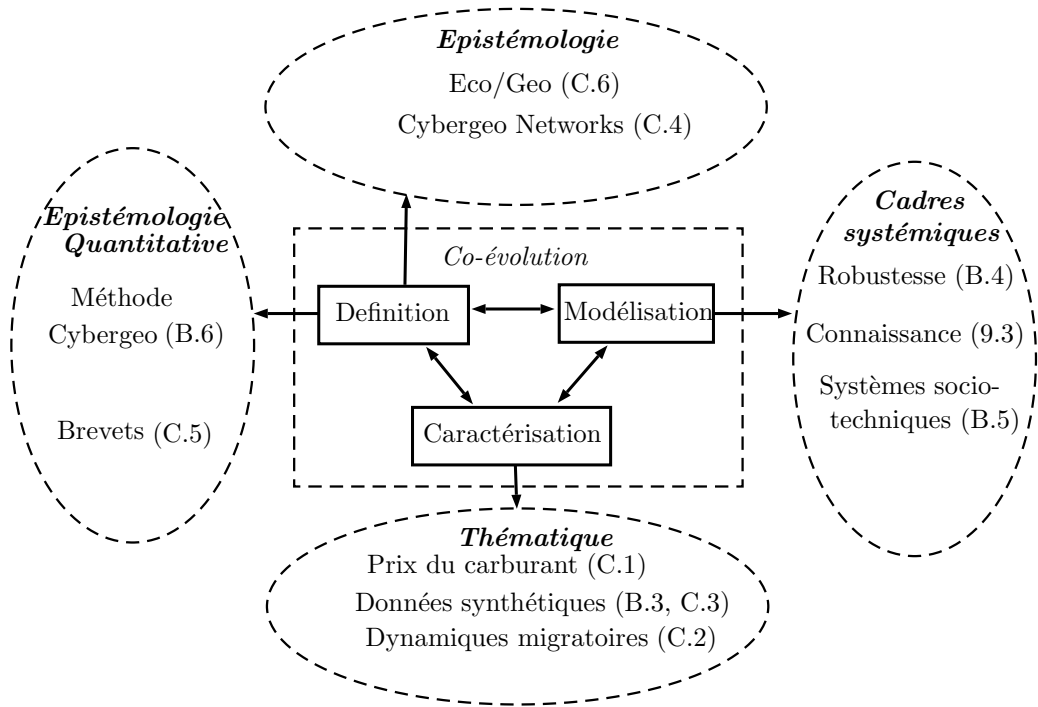 Epistémologie
Eco/Geo (C.6)
Cybergeo Networks (C.4)
Epistémologie
Quantitative
Méthode
Cybergeo (B.6)
Brevets (C.5)
Co-évolution
Definition
Modélisation
Caractérisation
Cadres
systémiques
Robustesse (B.4)
Connaissance (9.3)
Systèmes socio-
techniques (B.5)
Thématique
Prix du carburant (C.1)
Données synthétiques (B.3, C.3)
Dynamiques migratoires (C.2)